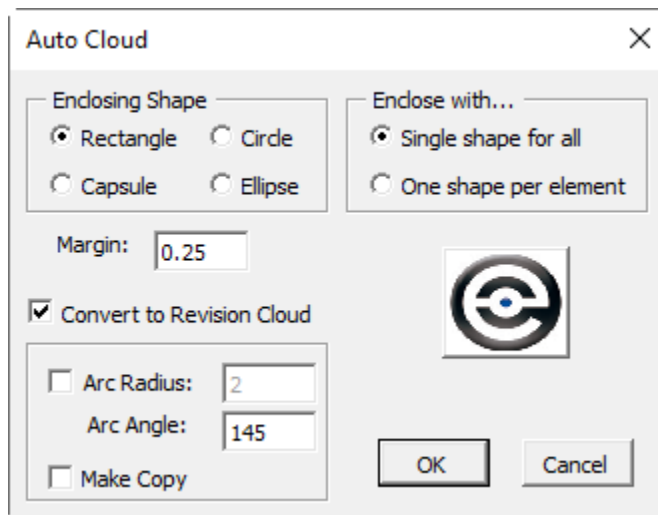 Auto Cloud
Enclosing Shape
Rectangle Circle
Capsule Ellipse
Enclose with...
Single shape for all
One shape per element
Margin: 0.25
Convert to Revision Cloud
Arc Radius: 2
Arc Angle: 145
Make Copy
OK Cancel